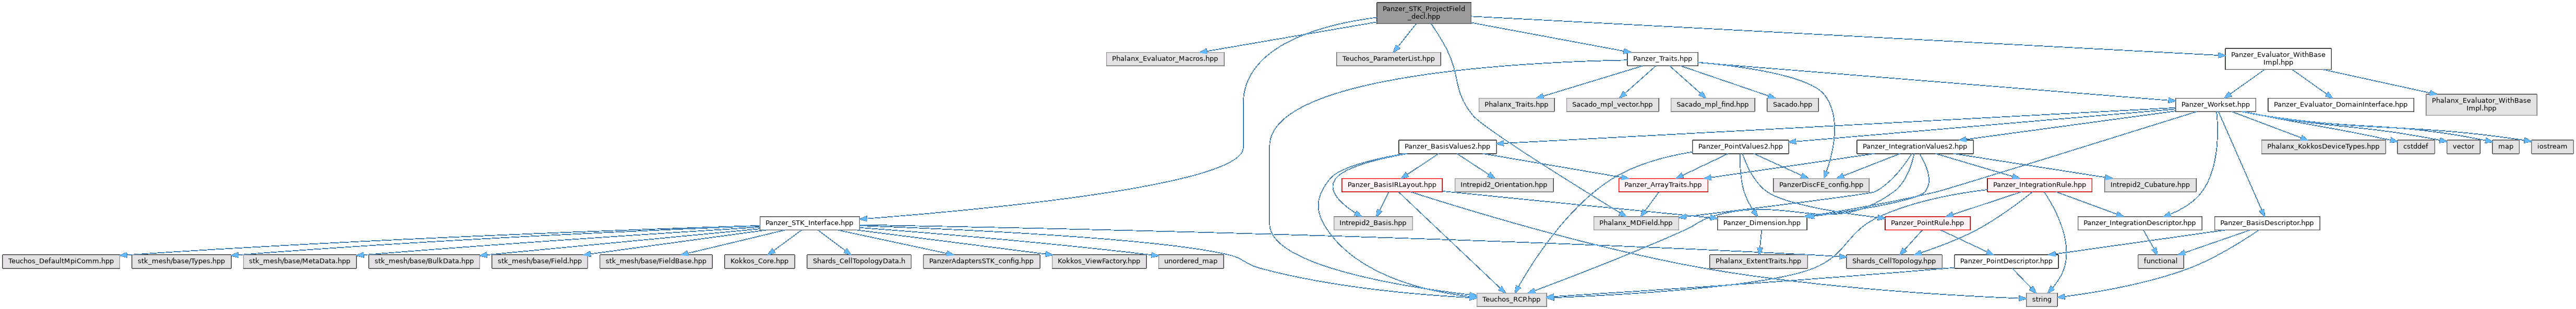 Panzer_STK_ProjectField
_decl.hpp
Phalanx_Evaluator_Macros.hpp
Teuchos_ParameterList.hpp
Panzer_Traits.hpp
Panzer_Evaluator_WithBase
Impl.hpp
Phalanx_Traits.hpp
Sacado_mpl_vector.hpp
Sacado_mpl_find.hpp
Sacado.hpp
Panzer_Workset.hpp
Panzer_Evaluator_DomainInterface.hpp
Phalanx_Evaluator_WithBase
Impl.hpp
Panzer_BasisValues2.hpp
Panzer_PointValues2.hpp
Panzer_IntegrationValues2.hpp
Phalanx_KokkosDeviceTypes.hpp
cstddef
vector
map
iostream
Panzer_BasisIRLayout.hpp
Intrepid2_Orientation.hpp
Panzer_ArrayTraits.hpp
PanzerDiscFE_config.hpp
Panzer_IntegrationRule.hpp
Intrepid2_Cubature.hpp
Panzer_STK_Interface.hpp
Intrepid2_Basis.hpp
Phalanx_MDField.hpp
Panzer_Dimension.hpp
Panzer_PointRule.hpp
Panzer_IntegrationDescriptor.hpp
Panzer_BasisDescriptor.hpp
Teuchos_DefaultMpiComm.hpp
stk_mesh/base/Types.hpp
stk_mesh/base/MetaData.hpp
stk_mesh/base/BulkData.hpp
stk_mesh/base/Field.hpp
stk_mesh/base/FieldBase.hpp
Kokkos_Core.hpp
Shards_CellTopologyData.h
PanzerAdaptersSTK_config.hpp
Kokkos_ViewFactory.hpp
unordered_map
Phalanx_ExtentTraits.hpp
Shards_CellTopology.hpp
Panzer_PointDescriptor.hpp
functional
Teuchos_RCP.hpp
string